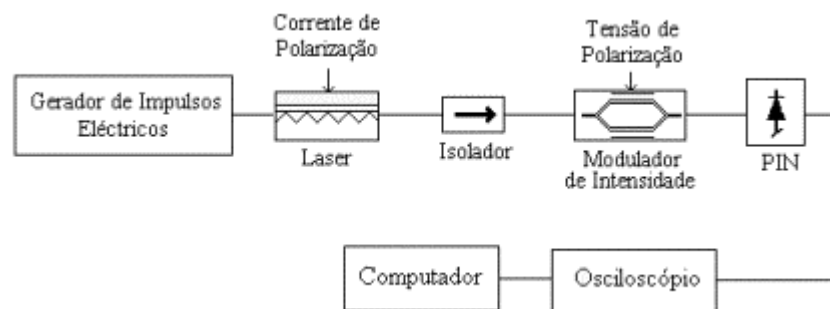 Corrente de
Polarização
Tensão de
Polarização
Gerador de Impulsos
Eléctricos
Laser
Isolador
Modulador
de Intensidade
PIN
Computador
Osciloscópio